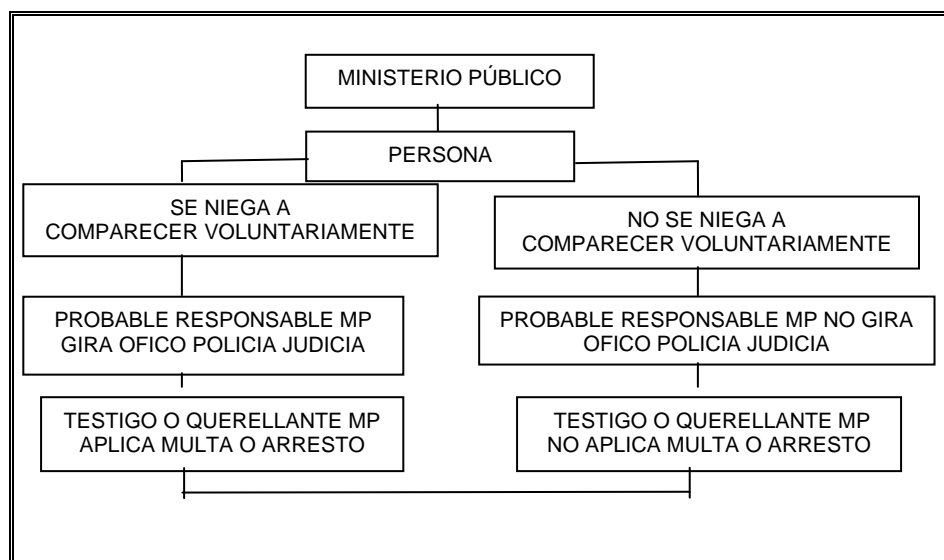 MINISTERIO PÚBLICO
PERSONA
SE NIEGA A
COMPARECER VOLUNTARIAMENTE
NO SE NIEGA A
COMPARECER VOLUNTARIAMENTE
PROBABLE RESPONSABLE MP
GIRA OFICO POLICIA JUDICIA
PROBABLE RESPONSABLE MP NO GIRA
OFICO POLICIA JUDICIA
TESTIGO O QUERELLANTE MP
APLICA MULTA O ARRESTO
TESTIGO O QUERELLANTE MP
NO APLICA MULTA O ARRESTO